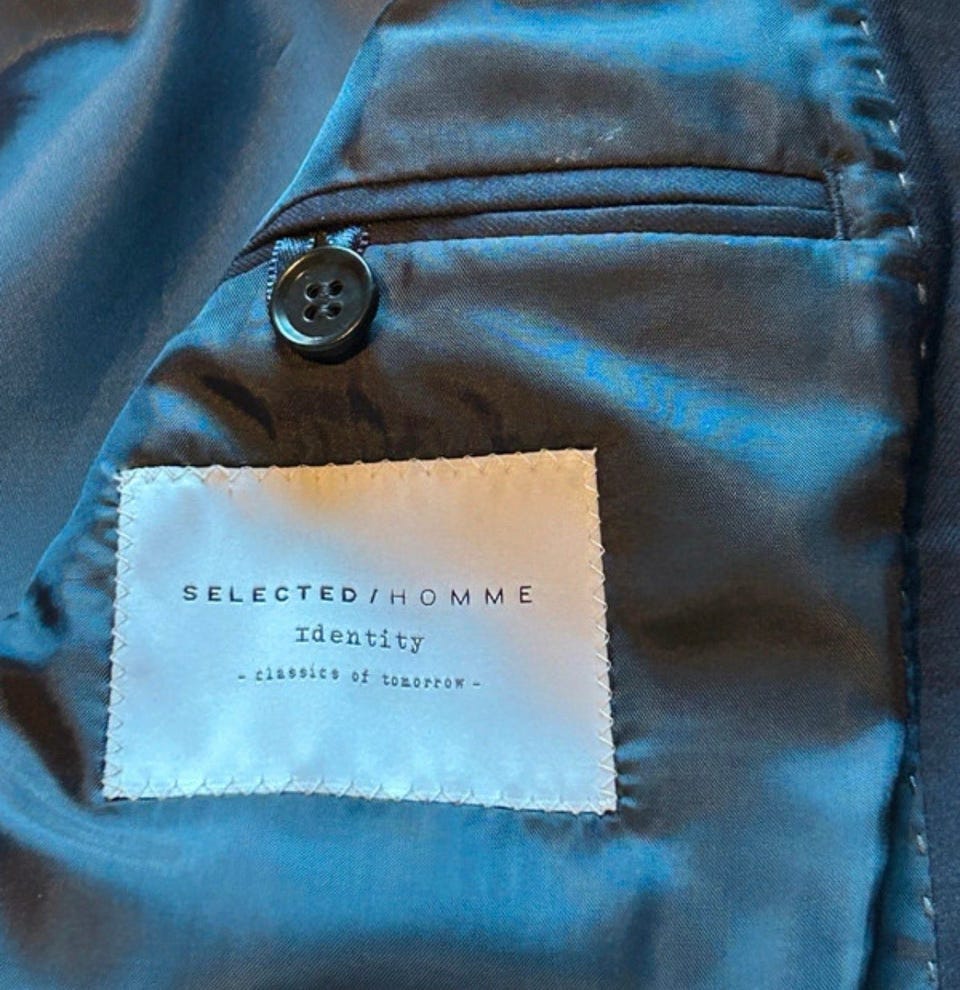 SELECTED/HOMME
Identity
- classics of tomorrow -